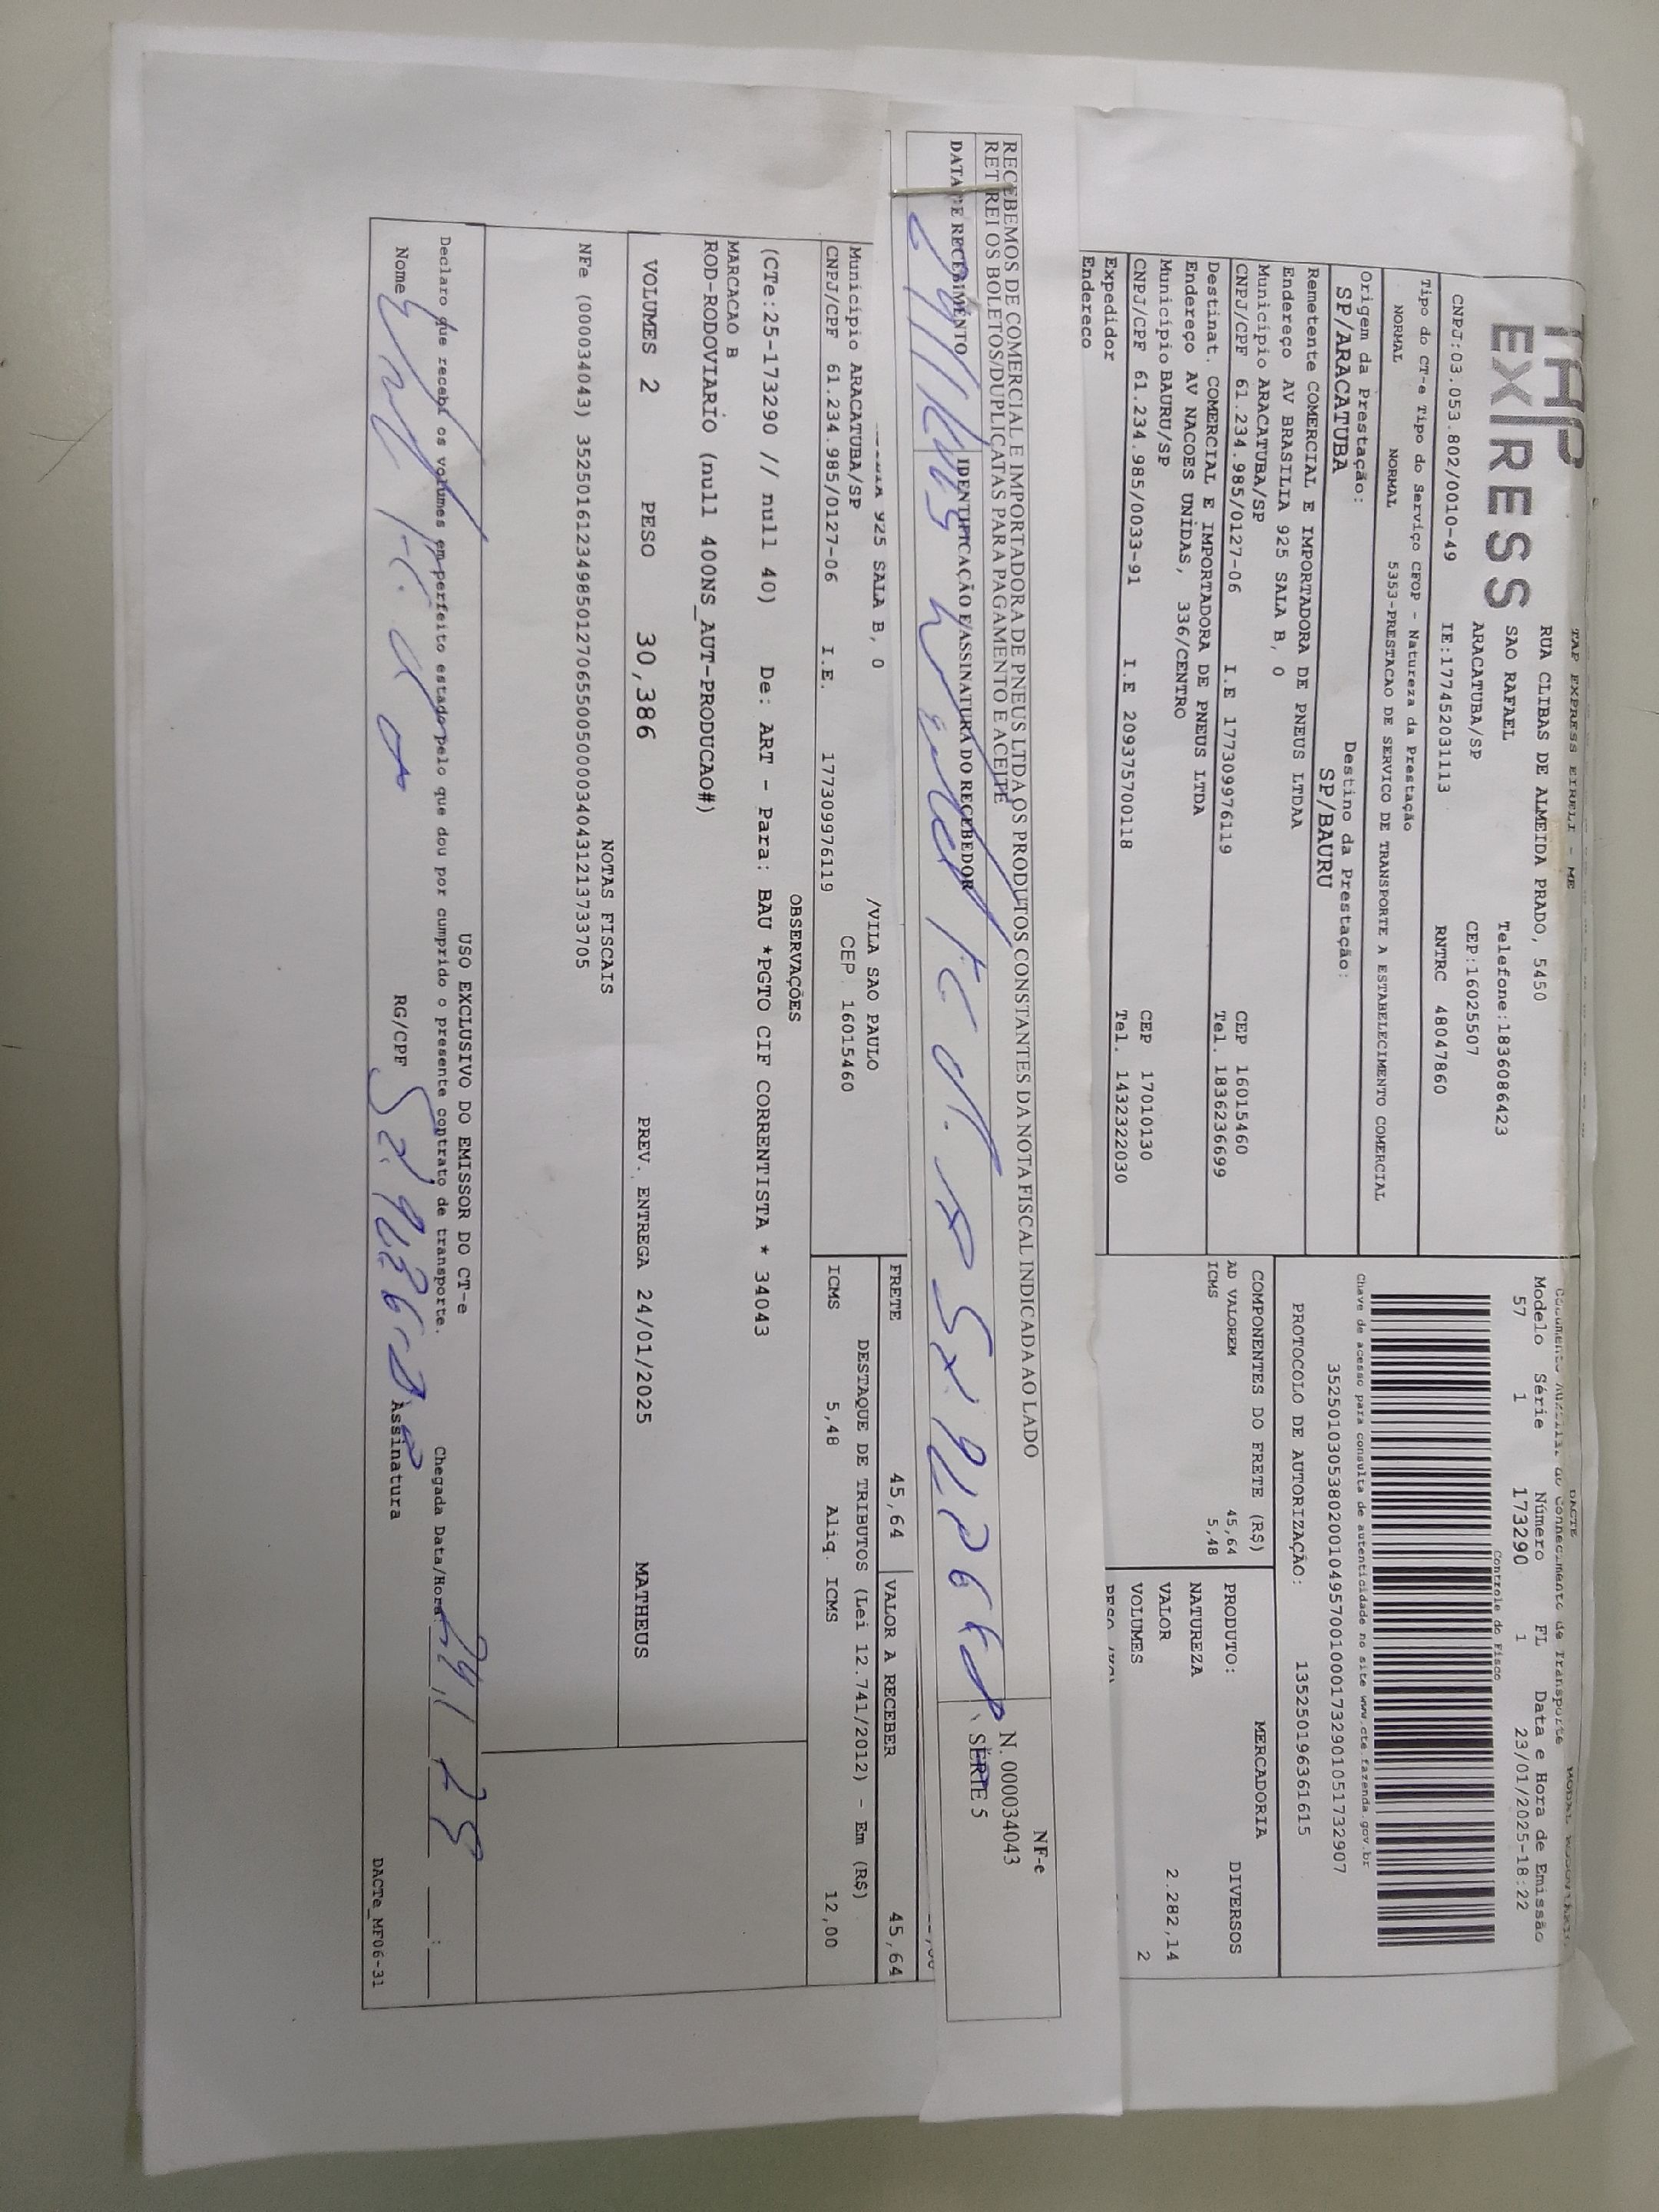 TAP EXPRESS EIRELI - ME
TAP
EXPRESS
RUA CLIBAS DE ALMEIDA PRADO, 5450
SAO RAFAEL Telefone:1836086423
ARACATUBA/SP CEP:16025507
CNPJ:03.053.802/0010-49 IE:177452031113 RNTRC 48047860
Tipo do CT-e Tipo do Serviço CFOP - Natureza da Prestação
NORMAL NORMAL 5353-PRESTACAO DE SERVICO DE TRANSPORTE A ESTABELECIMENTO COMERCIAL
Origem da Prestação: Destino da Prestação:
SP/ARACATUBA SP/BAURU
Remetente COMERCIAL E IMPORTADORA DE PNEUS LTDAA
Endereço AV BRASILIA 925 SALA B, 0
Município ARACATUBA/SP CEP 16015460
CNPJ/CPF 61.234.985/0127-06 I.E 177309976119 Tel. 1836236699
Destinat. COMERCIAL E IMPORTADORA DE PNEUS LTDA
Endereço AV NACOES UNIDAS, 336/CENTRO
Município BAURU/SP CEP 17010130
CNPJ/CPF 61.234.985/0033-91 I.E 209375700118 Tel. 1432322030
Expedidor
Endereco
DACTE
Documento Auxiliar do Conhecimento de Transporte
Modelo Série Número FL Data e Hora de Emissão
57 1 173290 1 23/01/2025-18:22
Controle do Fisco
Chave de acesso para consulta de autenticidade no site www.cte.fazenda.gov.br
35250103053802001049570010001732901051732907
PROTOCOLO DE AUTORIZAÇÃO: 135250196361615
COMPONENTES DO FRETE (R$)
AD VALOREM 45,64
ICMS 5,48
MERCADORIA
PRODUTO: DIVERSOS
NATUREZA
VALOR 2.282,14
VOLUMES 2
RECEBEMOS DE COMERCIAL E IMPORTADORA DE PNEUS LTDA OS PRODUTOS CONSTANTES DA NOTA FISCAL INDICADA AO LADO
RETIREI OS BOLETOS/DUPLICATAS PARA PAGAMENTO E ACEITE
DATA DE RECEBIMENTO IDENTIFICAÇÃO E ASSINATURA DO RECEBEDOR
NF-e
N. 000034043
SÉRIE 5
925 SALA B, 0 /VILA SAO PAULO
Município ARACATUBA/SP CEP 16015460
CNPJ/CPF 61.234.985/0127-06 I.E. 177309976119
FRETE 45,64 VALOR A RECEBER 45,64
DESTAQUE DE TRIBUTOS (Lei 12.741/2012) - Em (R$)
ICMS 5,48 Aliq. ICMS 12,00
OBSERVAÇÕES
(CTe:25-173290 // null 40) De: ART - Para: BAU *PGTO CIF CORRENTISTA * 34043
MARCACAO B
ROD-RODOVIARIO (null 400NS_AUT-PRODUCAO#)
VOLUMES 2 PESO 30,386 PREV. ENTREGA 24/01/2025 MATHEUS
NOTAS FISCAIS
NFe (000034043) 35250161234985012706550050000340431213733705
USO EXCLUSIVO DO EMISSOR DO CT-e
Declaro que recebi os volumes em perfeito estado pelo que dou por cumprido o presente contrato de transporte. Chegada Data/Hora:
Nome RG/CPF Assinatura
DACTe_MF06-31